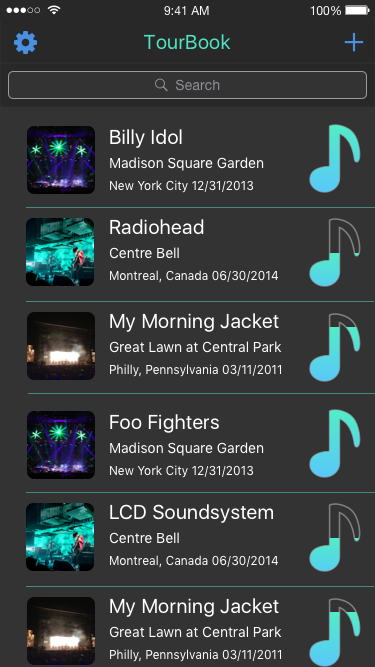 9:41 AM 100%
TourBook
Search
Billy Idol
Madison Square Garden
New York City 12/31/2013
Radiohead
Centre Bell
Montreal, Canada 06/30/2014
My Morning Jacket
Great Lawn at Central Park
Philly, Pennsylvania 03/11/2011
Foo Fighters
Madison Square Garden
New York City 12/31/2013
LCD Soundsystem
Centre Bell
Montreal, Canada 06/30/2014
My Morning Jacket
Great Lawn at Central Park
Philly, Pennsylvania 03/11/2011